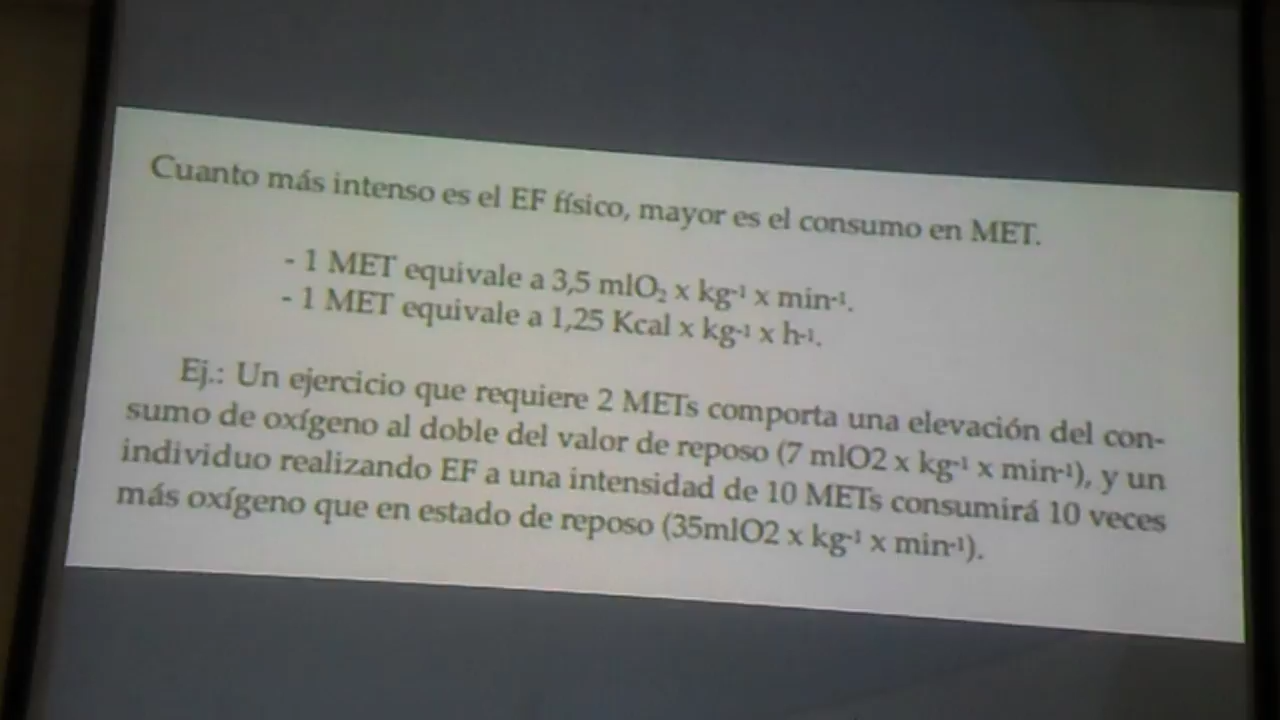 Cuanto más intenso es el EF físico, mayor es el consumo en MET.
- 1 MET equivale a 3,5 mlO₂ x kg⁻¹ x min⁻¹.
- 1 MET equivale a 1,25 Kcal x kg⁻¹ x h⁻¹.
Ej.: Un ejercicio que requiere 2 METs comporta una elevación del con-
sumo de oxígeno al doble del valor de reposo (7 mlO2 x kg⁻¹ x min⁻¹), y un
individuo realizando EF a una intensidad de 10 METs consumirá 10 veces
más oxígeno que en estado de reposo (35mlO2 x kg⁻¹ x min⁻¹).